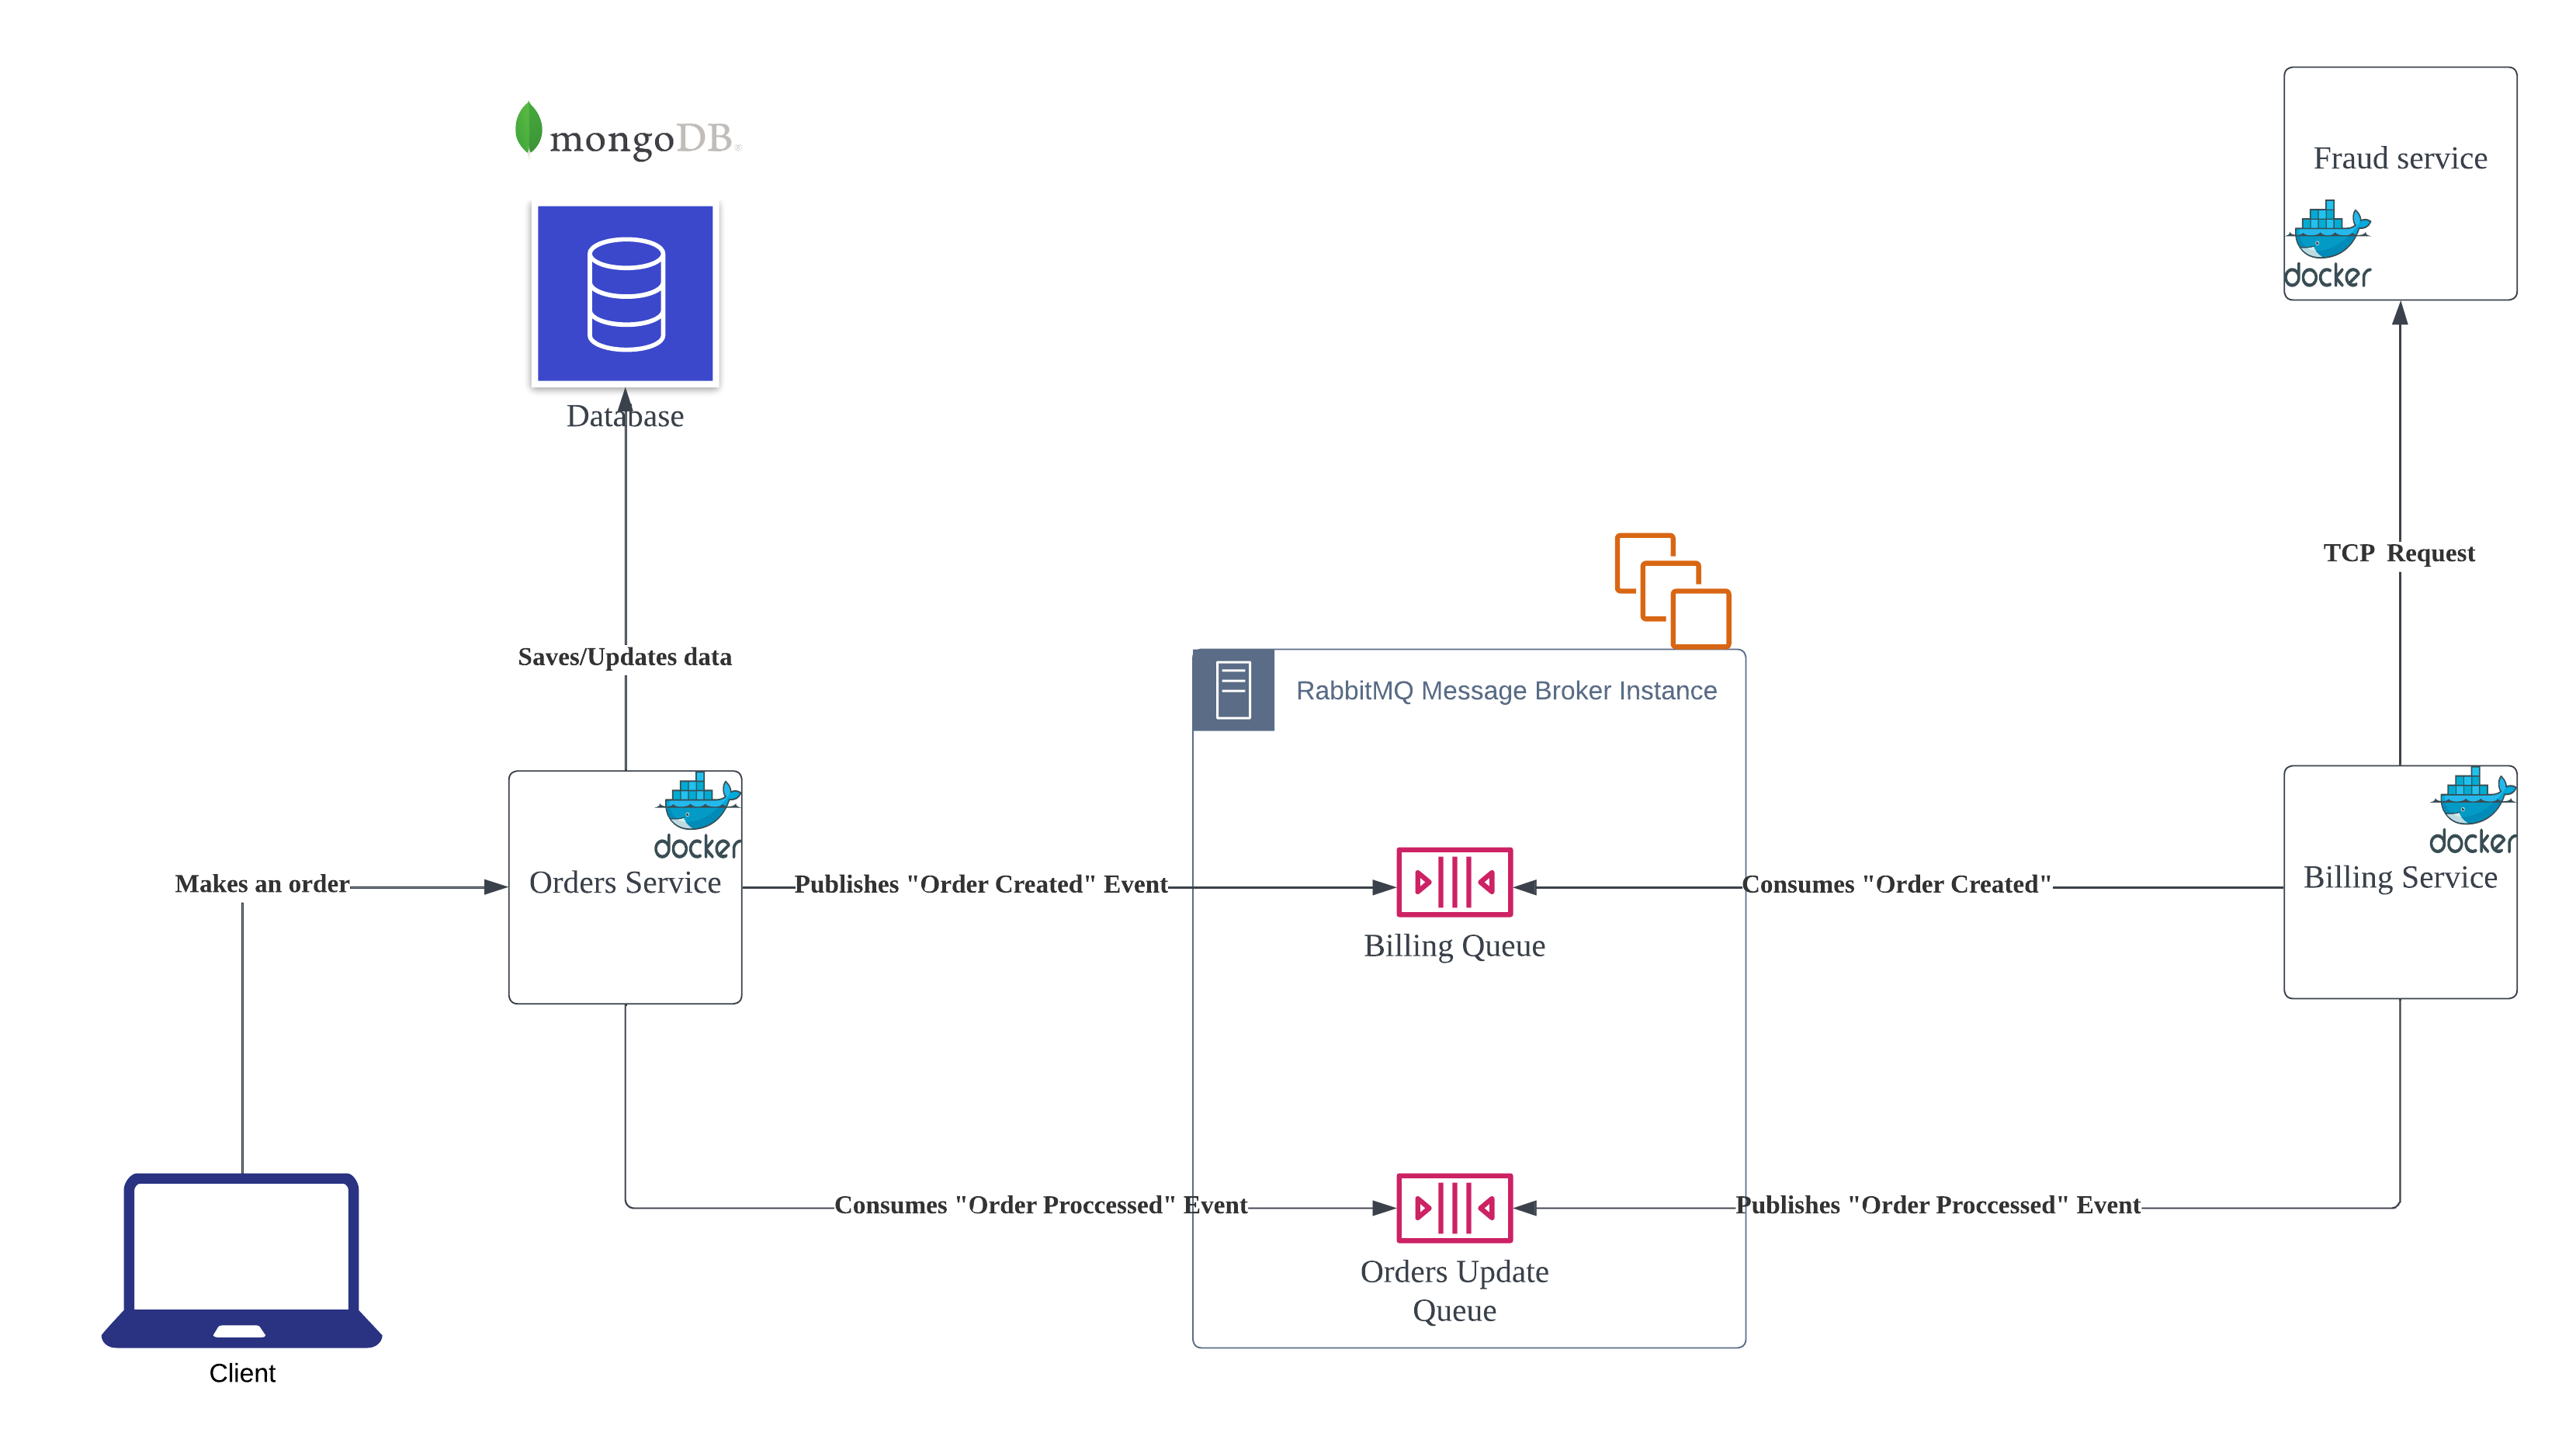 mongoDB®
Database
Fraud service
docker
TCP Request
Saves/Updates data
RabbitMQ Message Broker Instance
docker
Orders Service
docker
Billing Service
Makes an order
Publishes "Order Created" Event
Consumes "Order Created"
Billing Queue
Consumes "Order Proccessed" Event
Publishes "Order Proccessed" Event
Orders Update
Queue
Client